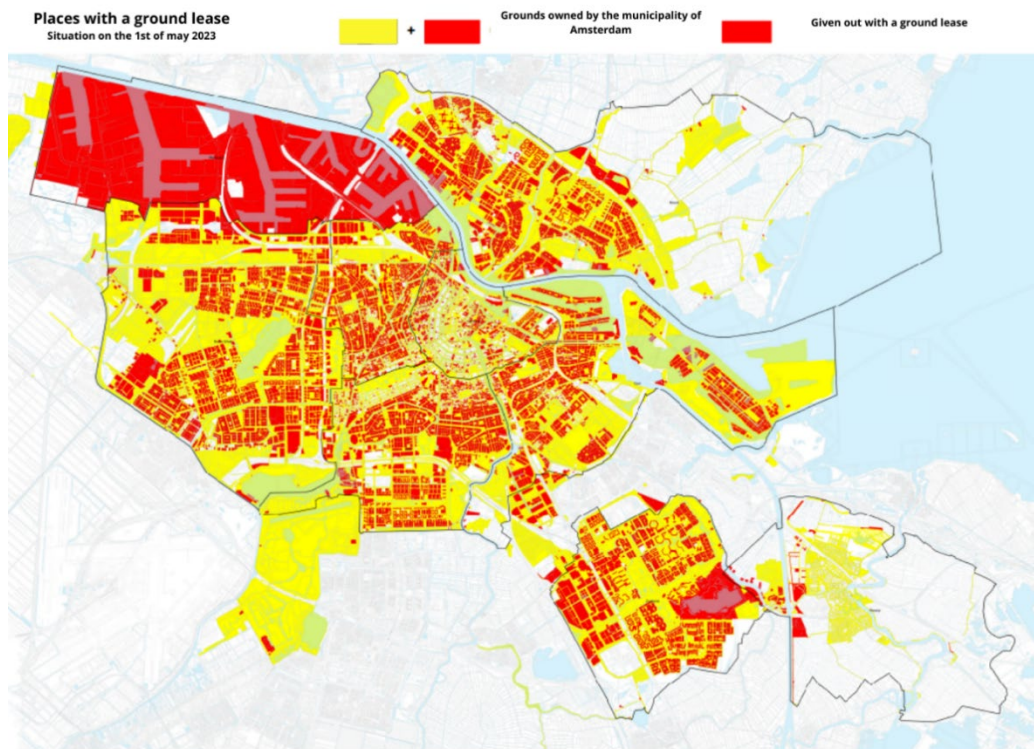 Places with a ground lease
Situation on the 1st of may 2023
+
Grounds owned by the municipality of
Amsterdam
Given out with a ground lease